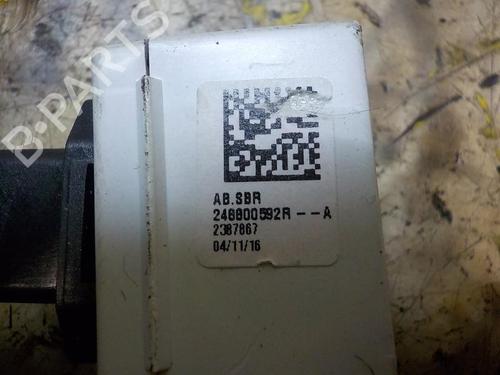 B-PARTS
AB.SBR
246800592R--A
2387867
04/11/16